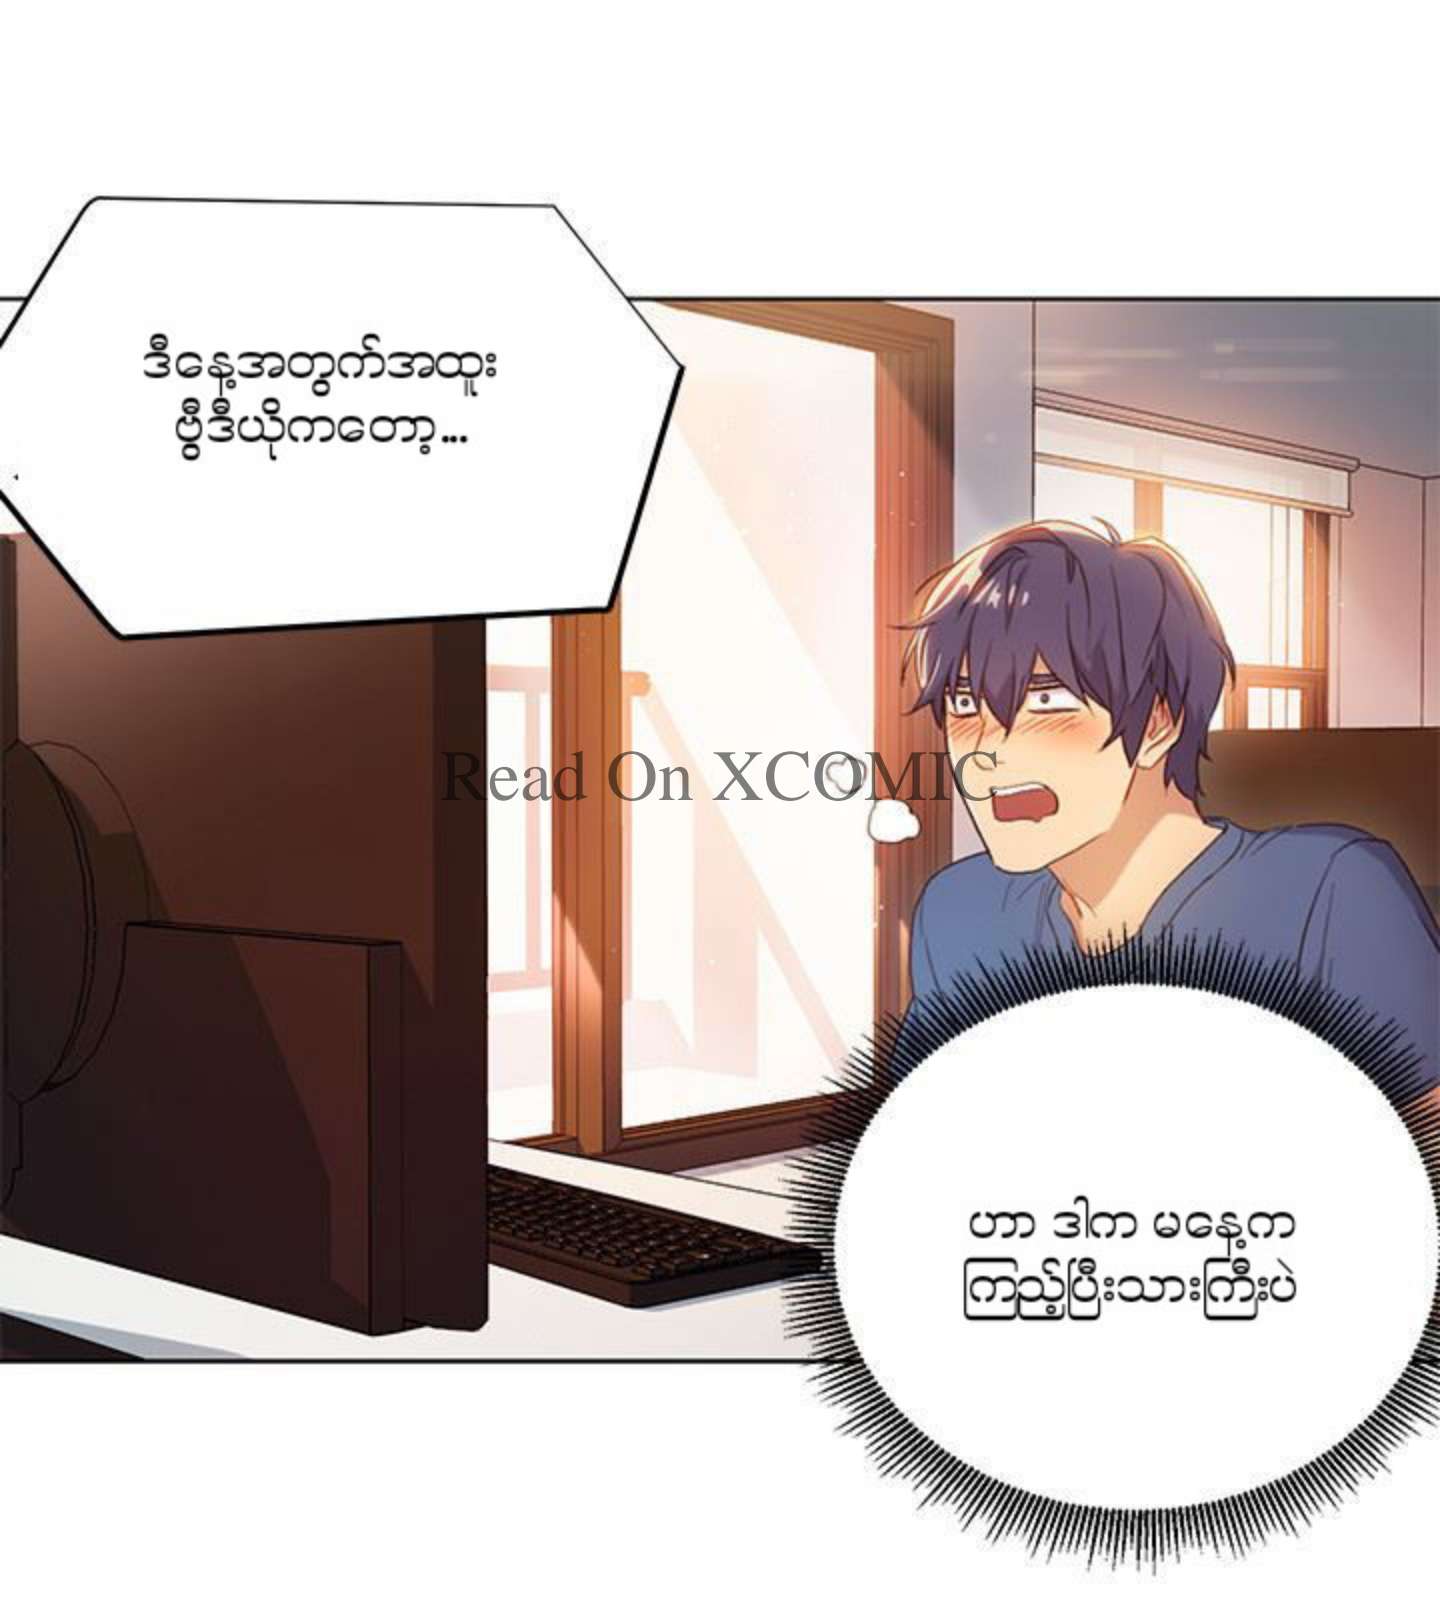 ဒီနေ့အတွက်အထူး
ဗွီဒီယိုကတော့...
Read On XCOMIC
ဟာ ဒါက မနေ့က
ကြည့်ပြီးသားကြီးပဲ